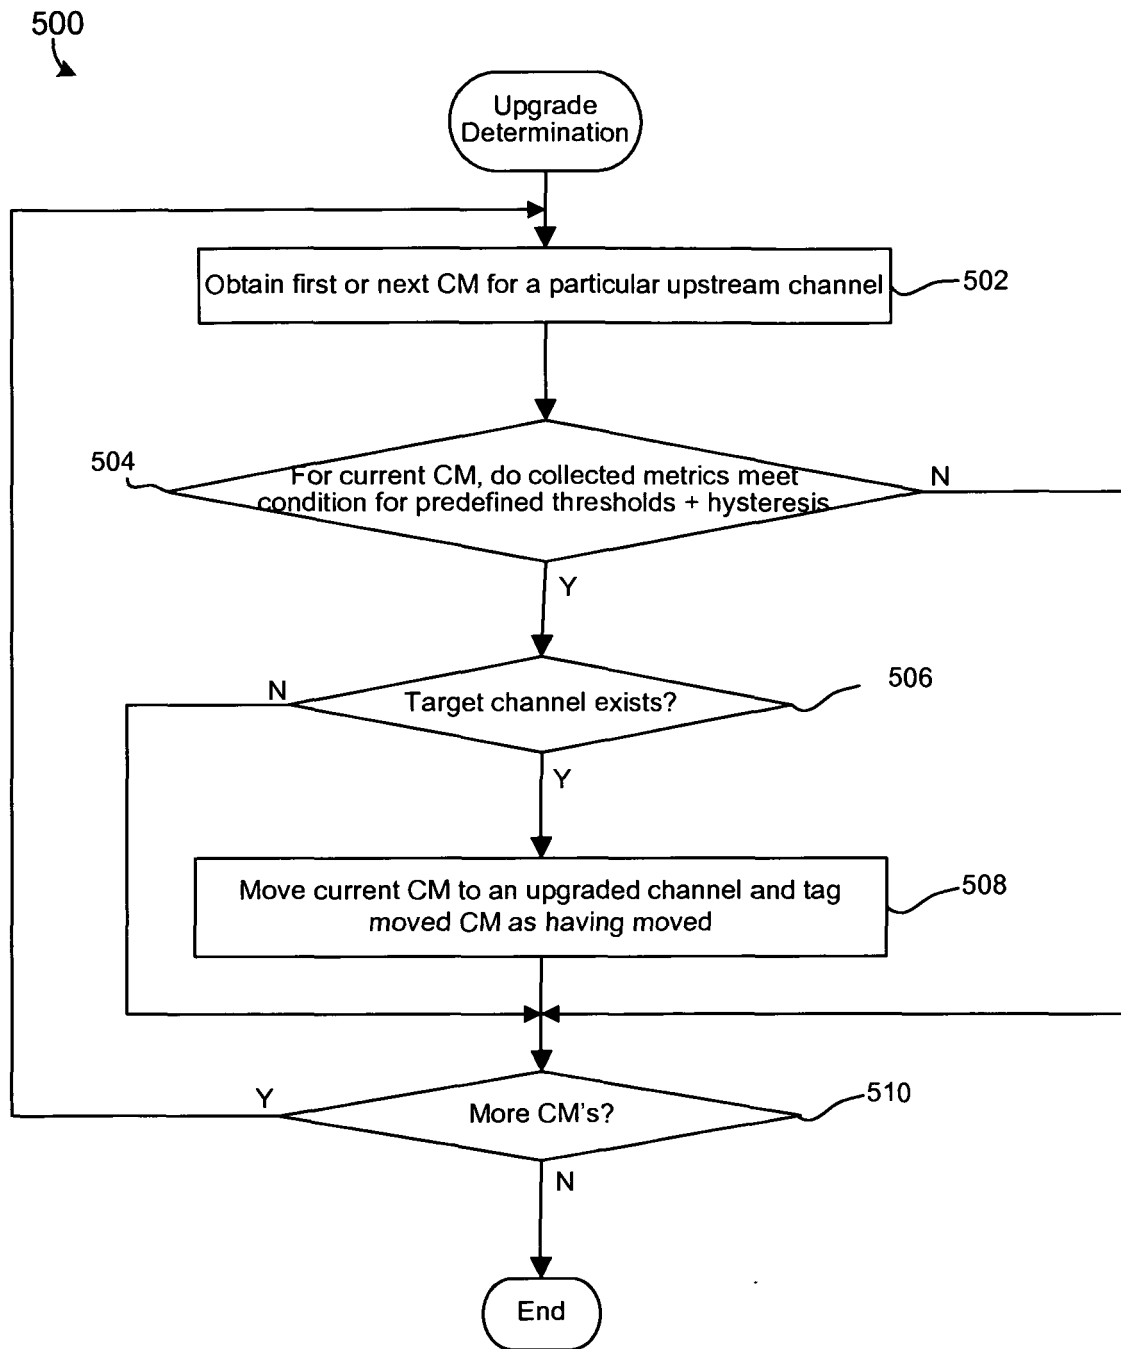 500
Upgrade
Determination
Obtain first or next CM for a particular upstream channel
502
504
For current CM, do collected metrics meet
condition for predefined thresholds + hysteresis
N
Y
N
Target channel exists?
506
Y
Move current CM to an upgraded channel and tag
moved CM as having moved
508
Y
More CM's?
510
N
End